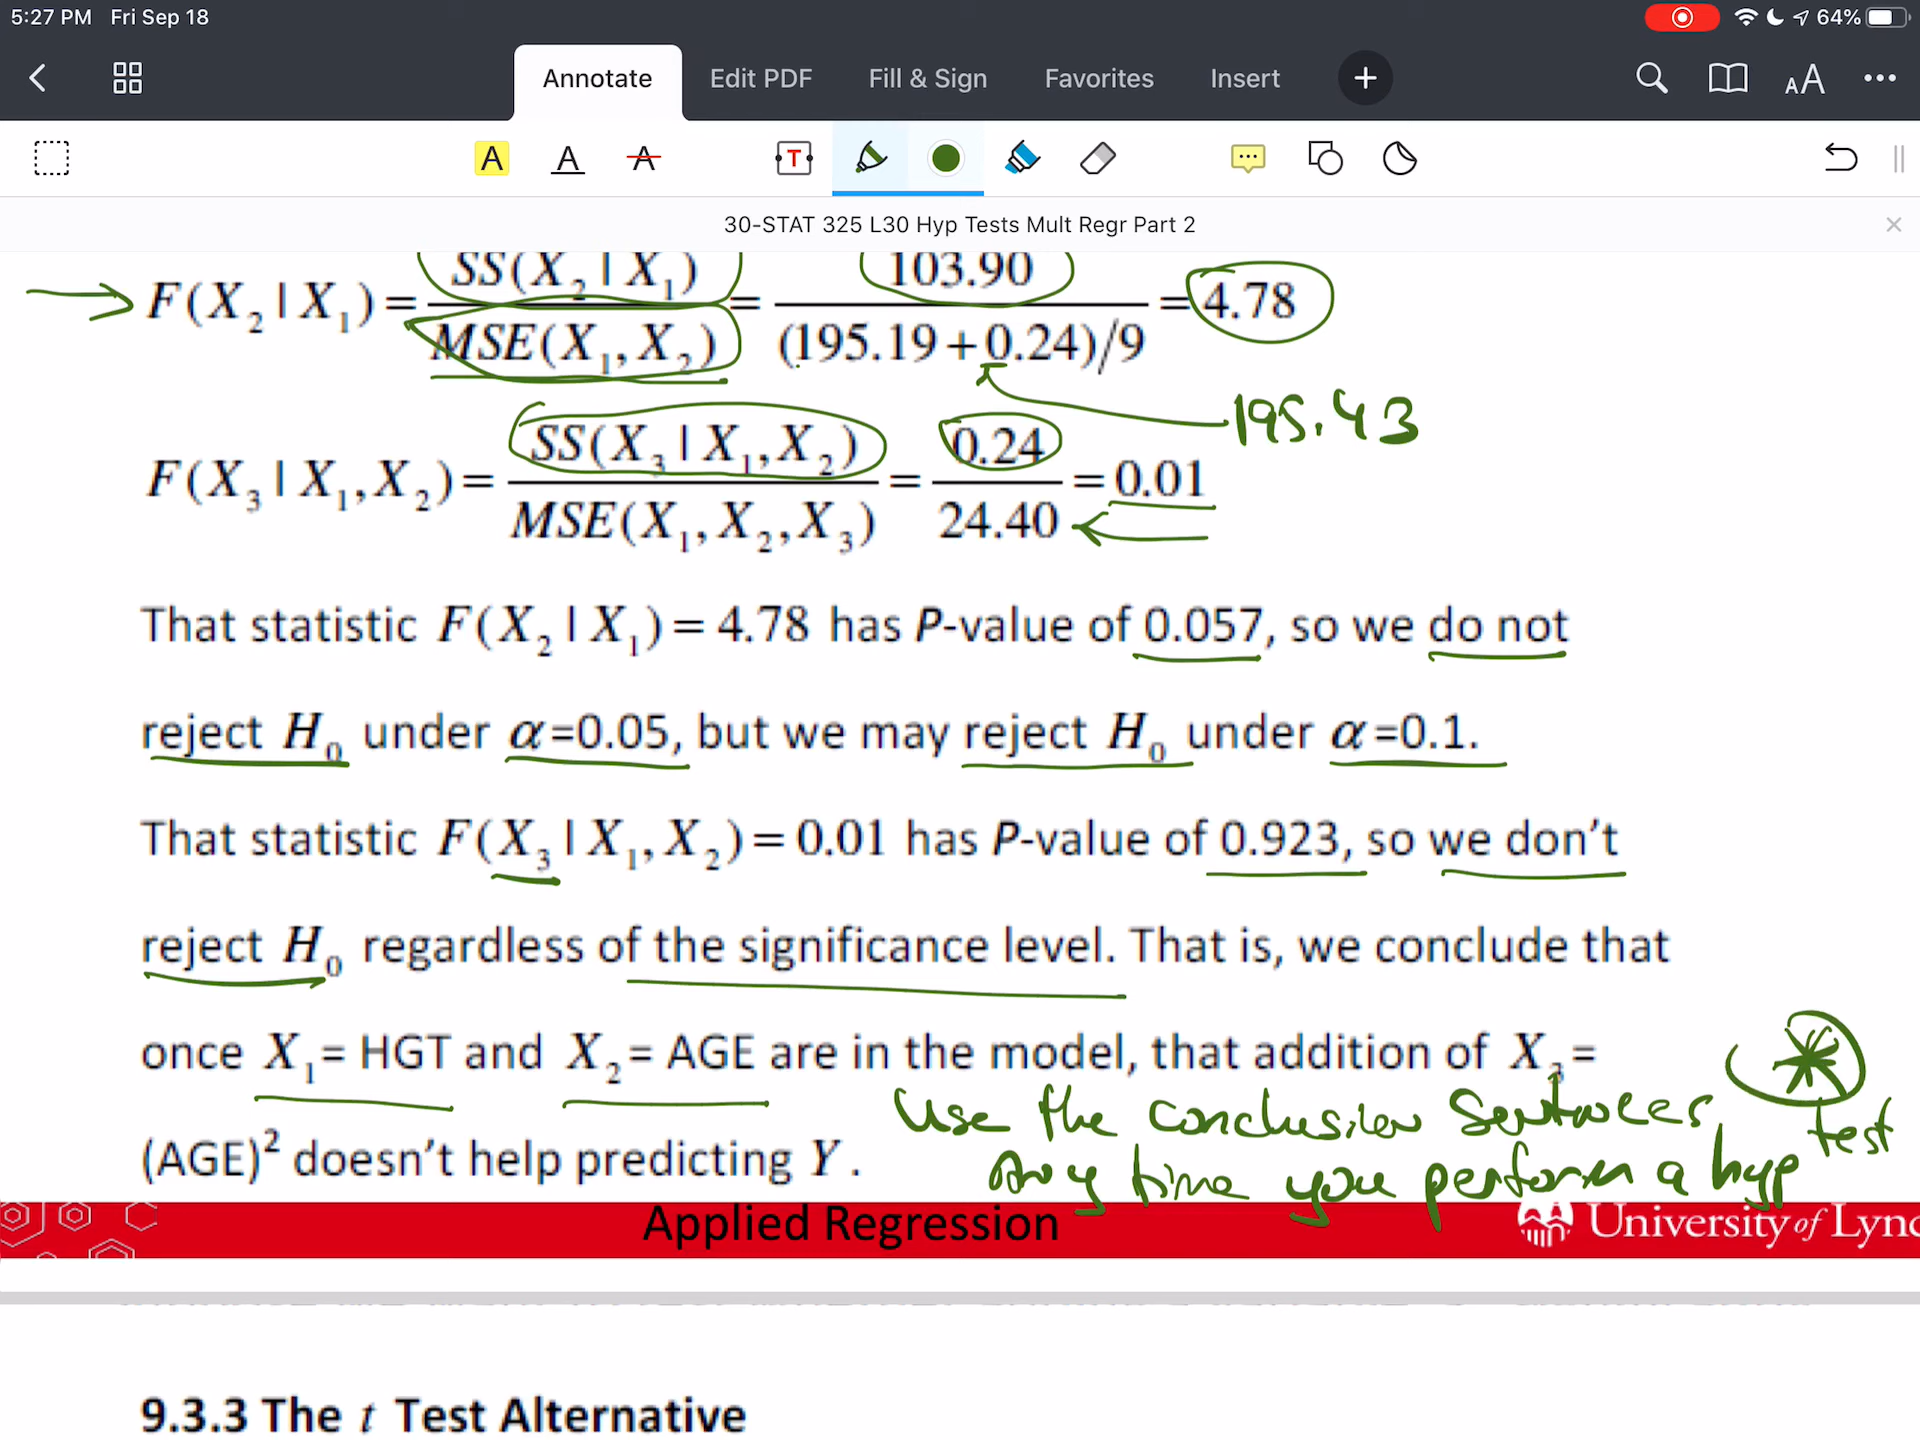 5:27 PM Fri Sep 18 64%
Annotate Edit PDF Fill & Sign Favorites Insert + AA
A A A T
30-STAT 325 L30 Hyp Tests Mult Regr Part 2
F(X₂ | X₁) = SS(X₂ | X₁) / MSE(X₁, X₂) = 103.90 / (195.19 + 0.24)/9 = 4.78
195.43
F(X₃ | X₁, X₂) = SS(X₃ | X₁, X₂) / MSE(X₁, X₂, X₃) = 0.24 / 24.40 = 0.01
That statistic F(X₂ | X₁) = 4.78 has P-value of 0.057, so we do not
reject H₀ under α=0.05, but we may reject H₀ under α=0.1.
That statistic F(X₃ | X₁, X₂) = 0.01 has P-value of 0.923, so we don't
reject H₀ regardless of the significance level. That is, we conclude that
once X₁= HGT and X₂= AGE are in the model, that addition of X₃=
(AGE)² doesn't help predicting Y.
Use the conclusion sentences
any time you perform a hyp test
Applied Regression
University of Lync
9.3.3 The t Test Alternative